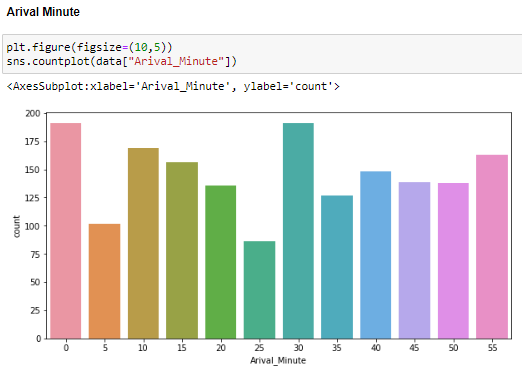 Arival Minute
plt.figure(figsize=(10,5))
sns.countplot(data["Arival_Minute"])
<AxesSubplot:xlabel='Arival_Minute', ylabel='count'>
200
175
150
125
100
75
50
25
0
count
0 5 10 15 20 25 30 35 40 45 50 55
Arival_Minute